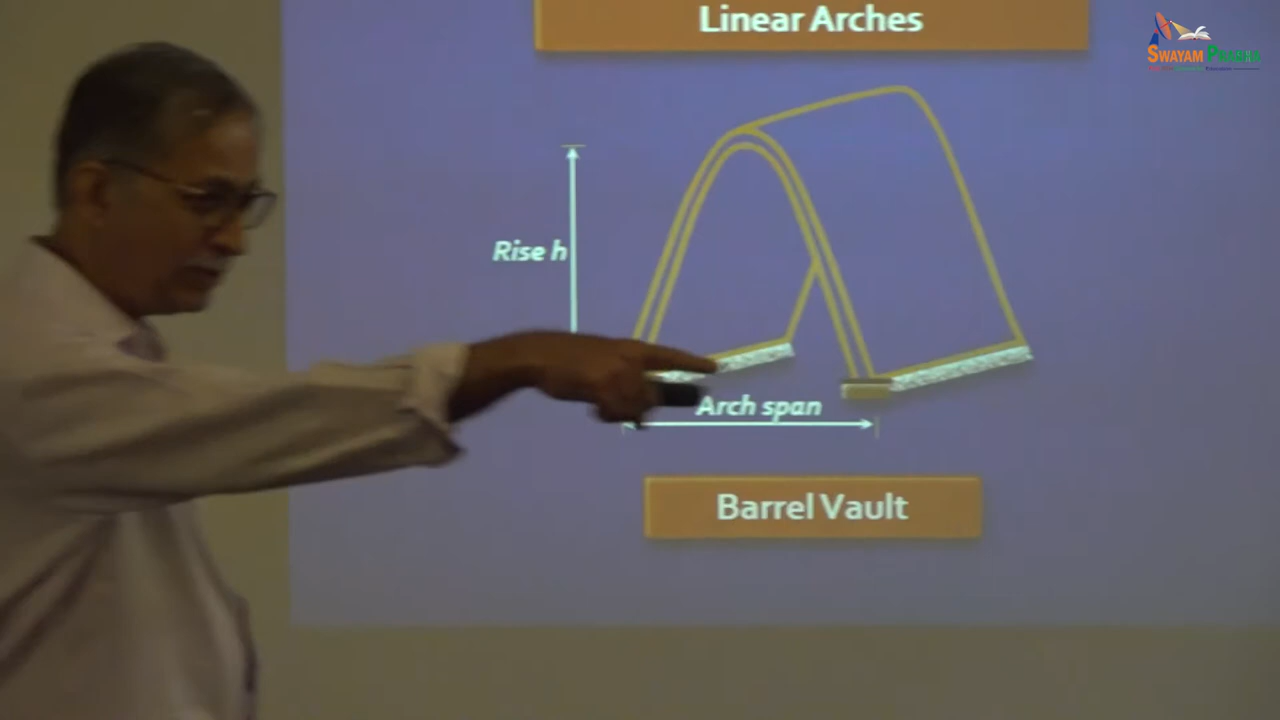 Linear Arches
SWAYAM PRABHA
Rise h
Arch span
Barrel Vault